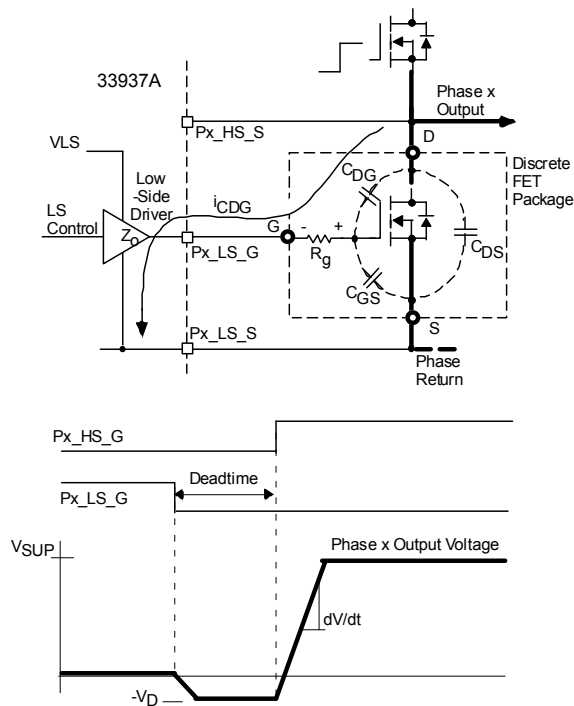 33937A
Phase x
Output
Px_HS_S
D
VLS
Low
-Side
Driver
iCDG
CDG
Discrete
FET
Package
LS
Control
Zo
G
- +
Rg
CDS
Px_LS_G
CGS
Px_LS_S
S
Phase
Return
Px_HS_G
Deadtime
Px_LS_G
VSUP
Phase x Output Voltage
dV/dt
-VD